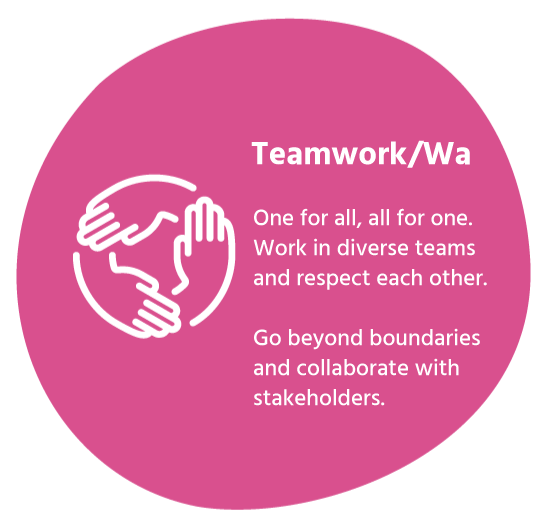 Teamwork/Wa
One for all, all for one.
Work in diverse teams
and respect each other.
Go beyond boundaries
and collaborate with
stakeholders.